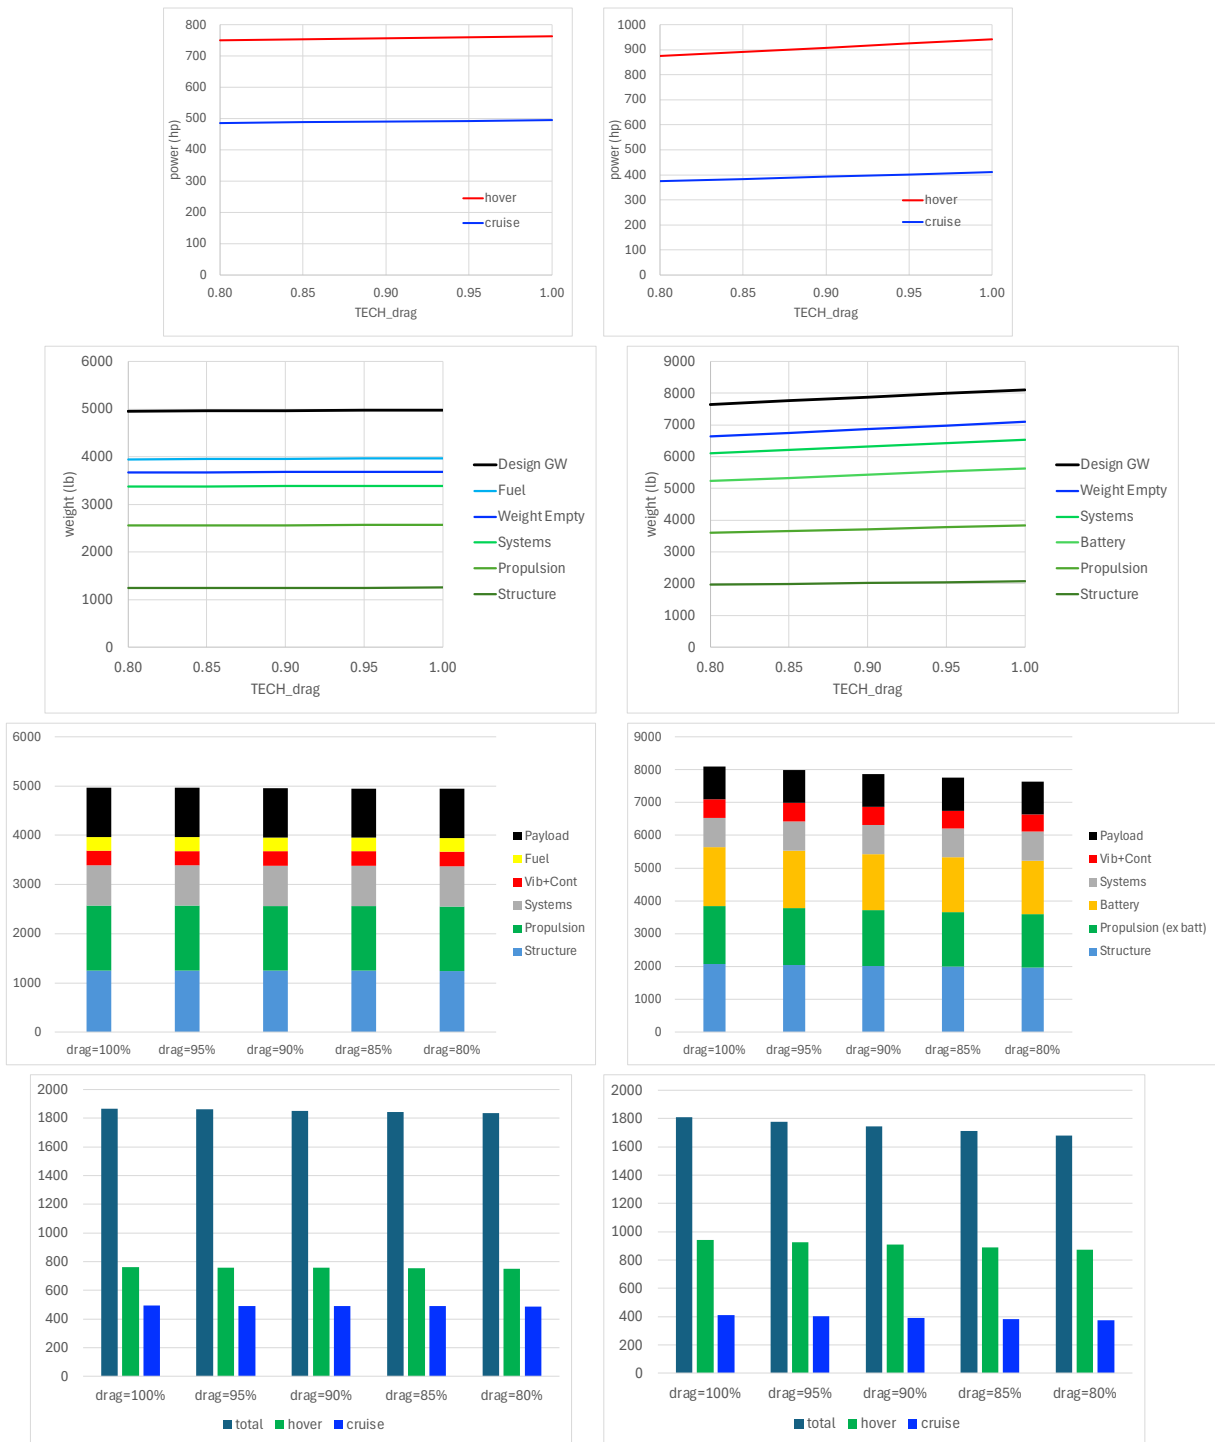 800
700
600
500
400
300
200
100
0
power (hp)
hover
cruise
0.80 0.85 0.90 0.95 1.00
TECH_drag
1000
900
800
700
600
500
400
300
200
100
0
power (hp)
hover
cruise
0.80 0.85 0.90 0.95 1.00
TECH_drag
6000
5000
4000
3000
2000
1000
0
weight (lb)
Design GW
Fuel
Weight Empty
Systems
Propulsion
Structure
0.80 0.85 0.90 0.95 1.00
TECH_drag
9000
8000
7000
6000
5000
4000
3000
2000
1000
0
weight (lb)
Design GW
Weight Empty
Systems
Battery
Propulsion
Structure
0.80 0.85 0.90 0.95 1.00
TECH_drag
6000
5000
4000
3000
2000
1000
0
Payload
Fuel
Vib+Cont
Systems
Propulsion
Structure
drag=100% drag=95% drag=90% drag=85% drag=80%
9000
8000
7000
6000
5000
4000
3000
2000
1000
0
Payload
Vib+Cont
Systems
Battery
Propulsion (ex batt)
Structure
drag=100% drag=95% drag=90% drag=85% drag=80%
2000
1800
1600
1400
1200
1000
800
600
400
200
0
drag=100% drag=95% drag=90% drag=85% drag=80%
total hover cruise
2000
1800
1600
1400
1200
1000
800
600
400
200
0
drag=100% drag=95% drag=90% drag=85% drag=80%
total hover cruise